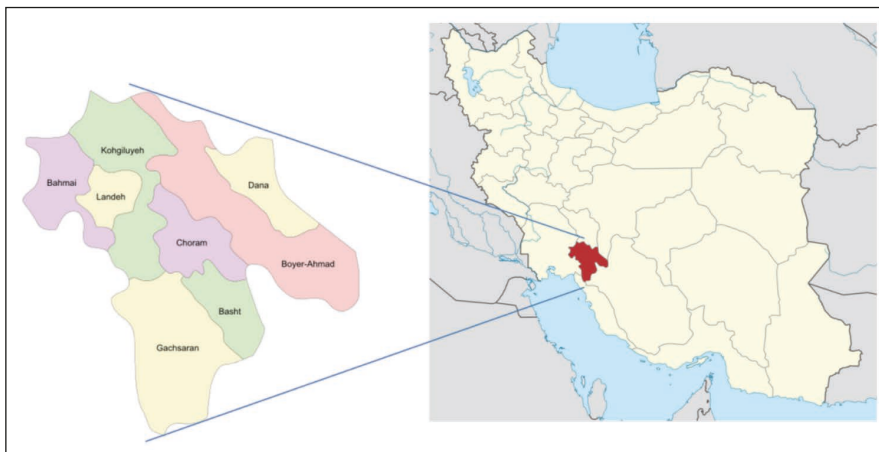 Kohgiluyeh
Bahmai
Landeh
Dana
Choram
Boyer-Ahmad
Basht
Gachsaran